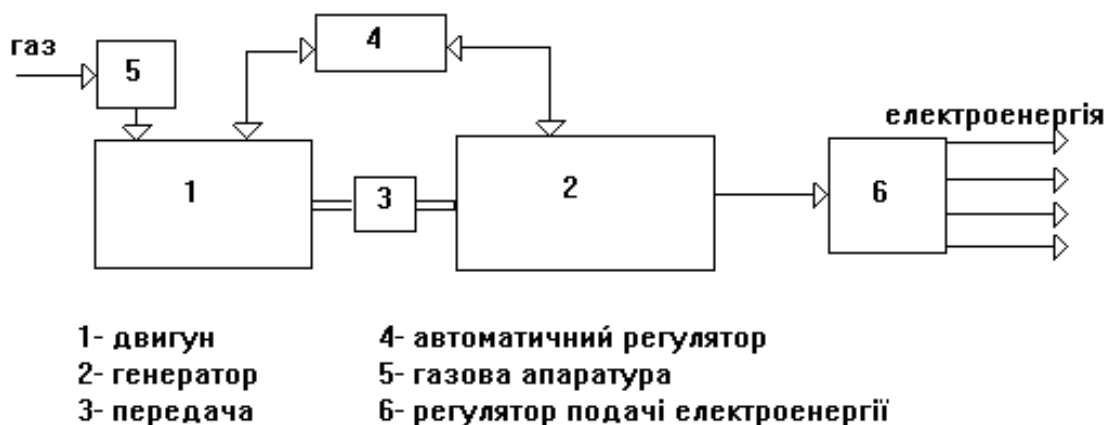 газ
5
4
електроенергія
1
3
2
6
1- двигун
4- автоматичний регулятор
2- генератор
5- газова апаратура
3- передача
6- регулятор подачі електроенергії